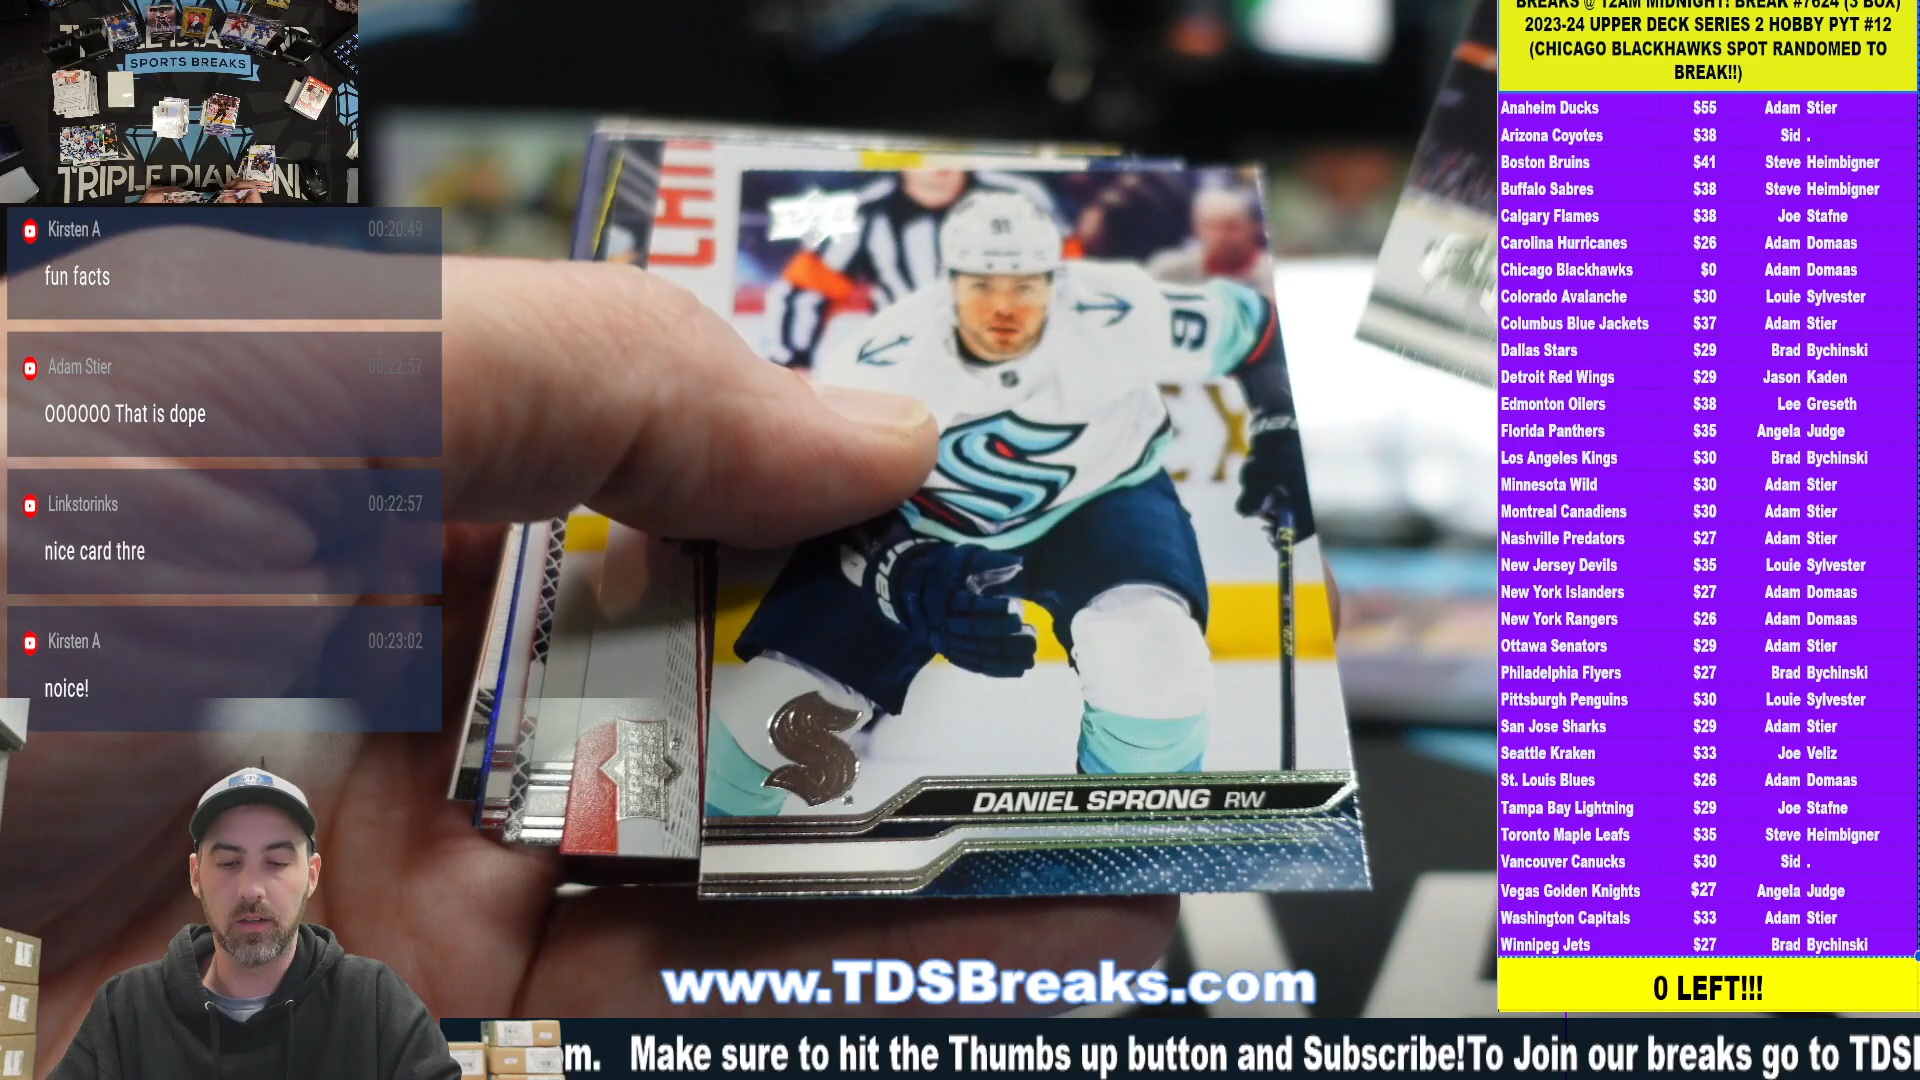 SPORTS BREAKS
Kirsten A 00:20:49
fun facts
Adam Stier 00:22:57
OOOOOO That is dope
Linkstorinks 00:22:57
nice card thre
Kirsten A 00:23:02
noice!
91
91
DANIEL SPRONG RW
www.TDSBreaks.com
BREAKS @ 12AM MIDNIGHT! BREAK #7624 (3 BOX)
2023-24 UPPER DECK SERIES 2 HOBBY PYT #12
(CHICAGO BLACKHAWKS SPOT RANDOMED TO
BREAK!!)
Anaheim Ducks $55 Adam Stier
Arizona Coyotes $38 Sid .
Boston Bruins $41 Steve Heimbigner
Buffalo Sabres $38 Steve Heimbigner
Calgary Flames $38 Joe Stafne
Carolina Hurricanes $26 Adam Domaas
Chicago Blackhawks $0 Adam Domaas
Colorado Avalanche $30 Louie Sylvester
Columbus Blue Jackets $37 Adam Stier
Dallas Stars $29 Brad Bychinski
Detroit Red Wings $29 Jason Kaden
Edmonton Oilers $38 Lee Greseth
Florida Panthers $35 Angela Judge
Los Angeles Kings $30 Brad Bychinski
Minnesota Wild $30 Adam Stier
Montreal Canadiens $30 Adam Stier
Nashville Predators $27 Adam Stier
New Jersey Devils $35 Louie Sylvester
New York Islanders $27 Adam Domaas
New York Rangers $26 Adam Domaas
Ottawa Senators $29 Adam Stier
Philadelphia Flyers $27 Brad Bychinski
Pittsburgh Penguins $30 Louie Sylvester
San Jose Sharks $29 Adam Stier
Seattle Kraken $33 Joe Veliz
St. Louis Blues $26 Adam Domaas
Tampa Bay Lightning $29 Joe Stafne
Toronto Maple Leafs $35 Steve Heimbigner
Vancouver Canucks $30 Sid .
Vegas Golden Knights $27 Angela Judge
Washington Capitals $33 Adam Stier
Winnipeg Jets $27 Brad Bychinski
0 LEFT!!!
m. Make sure to hit the Thumbs up button and Subscribe!To Join our breaks go to TDS